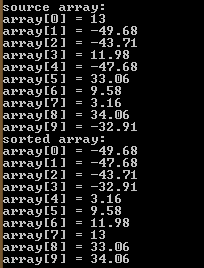 source array:
array[0] = 13
array[1] = -49.68
array[2] = -43.71
array[3] = 11.98
array[4] = -47.68
array[5] = 33.06
array[6] = 9.58
array[7] = 3.16
array[8] = 34.06
array[9] = -32.91
sorted array:
array[0] = -49.68
array[1] = -47.68
array[2] = -43.71
array[3] = -32.91
array[4] = 3.16
array[5] = 9.58
array[6] = 11.98
array[7] = 13
array[8] = 33.06
array[9] = 34.06